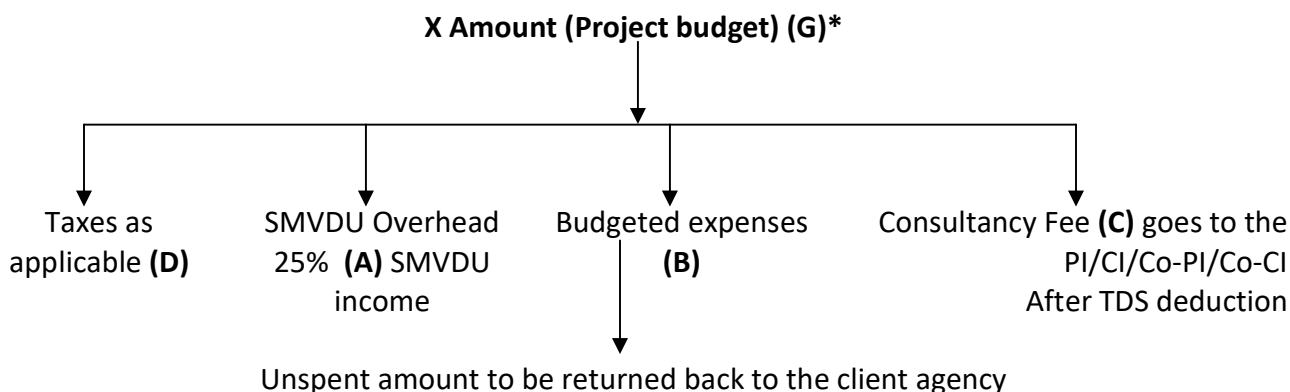 X Amount (Project budget) (G)*
Taxes as
applicable (D)
SMVDU Overhead
25% (A) SMVDU
income
Budgeted expenses
(B)
Consultancy Fee (C) goes to the
PI/CI/Co-PI/Co-CI
After TDS deduction
Unspent amount to be returned back to the client agency